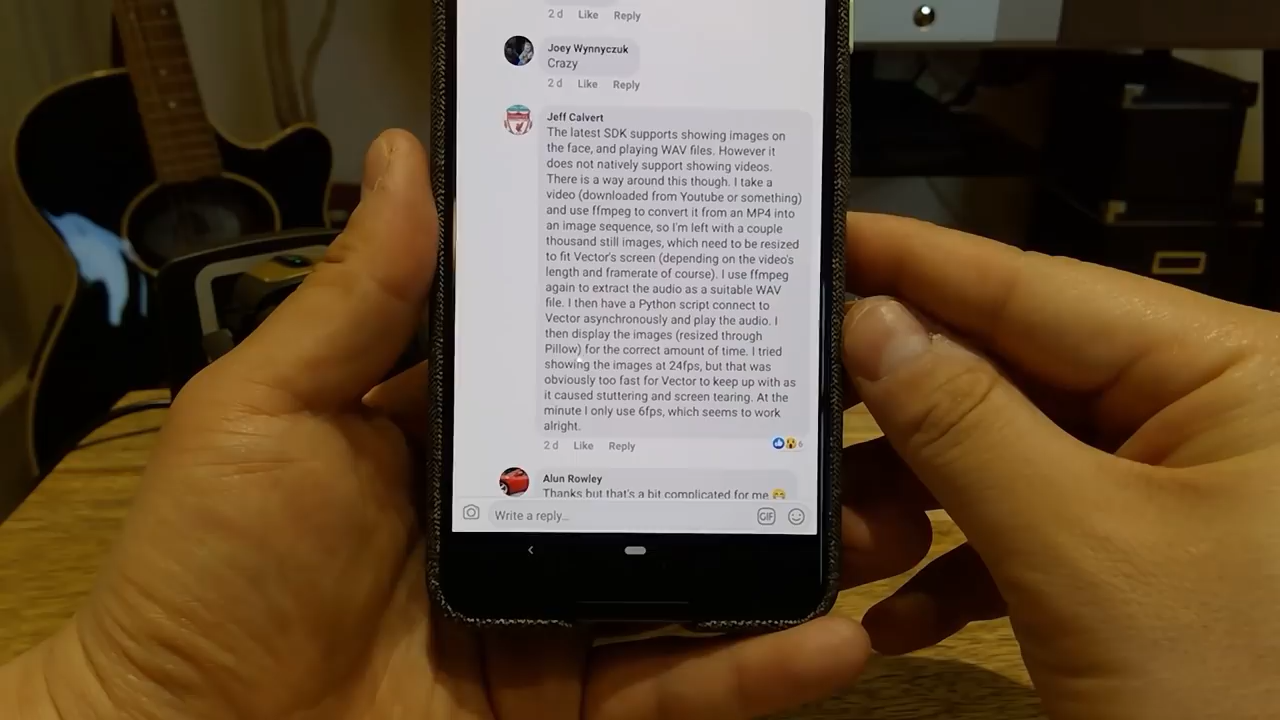 2 d Like Reply
Joey Wynnyczuk
Crazy
2 d Like Reply
Jeff Calvert
The latest SDK supports showing images on
the face, and playing WAV files. However it
does not natively support showing videos.
There is a way around this though. I take a
video (downloaded from Youtube or something)
and use ffmpeg to convert it from an MP4 into
an image sequence, so I'm left with a couple
thousand still images, which need to be resized
to fit Vector's screen (depending on the video's
length and framerate of course). I use ffmpeg
again to extract the audio as a suitable WAV
file. I then have a Python script connect to
Vector asynchronously and play the audio. I
then display the images (resized through
Pillow) for the correct amount of time. I tried
showing the images at 24fps, but that was
obviously too fast for Vector to keep up with as
it caused stuttering and screen tearing. At the
minute I only use 6fps, which seems to work
alright.
2 d Like Reply 6
Alun Rowley
Thanks but that's a bit complicated for me 😁
Write a reply... GIF